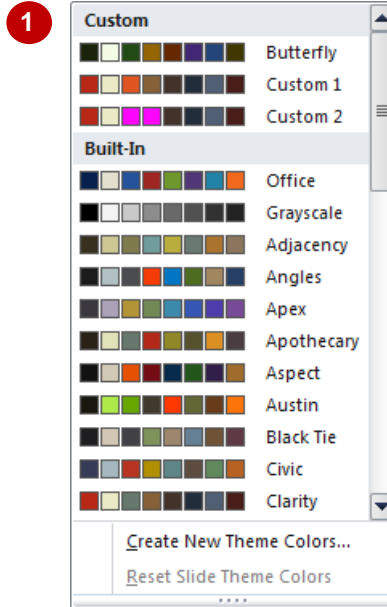 1
Custom
Butterfly
Custom 1
Custom 2
Built-In
Office
Grayscale
Adjacency
Angles
Apex
Apothecary
Aspect
Austin
Black Tie
Civic
Clarity
Create New Theme Colors...
Reset Slide Theme Colors